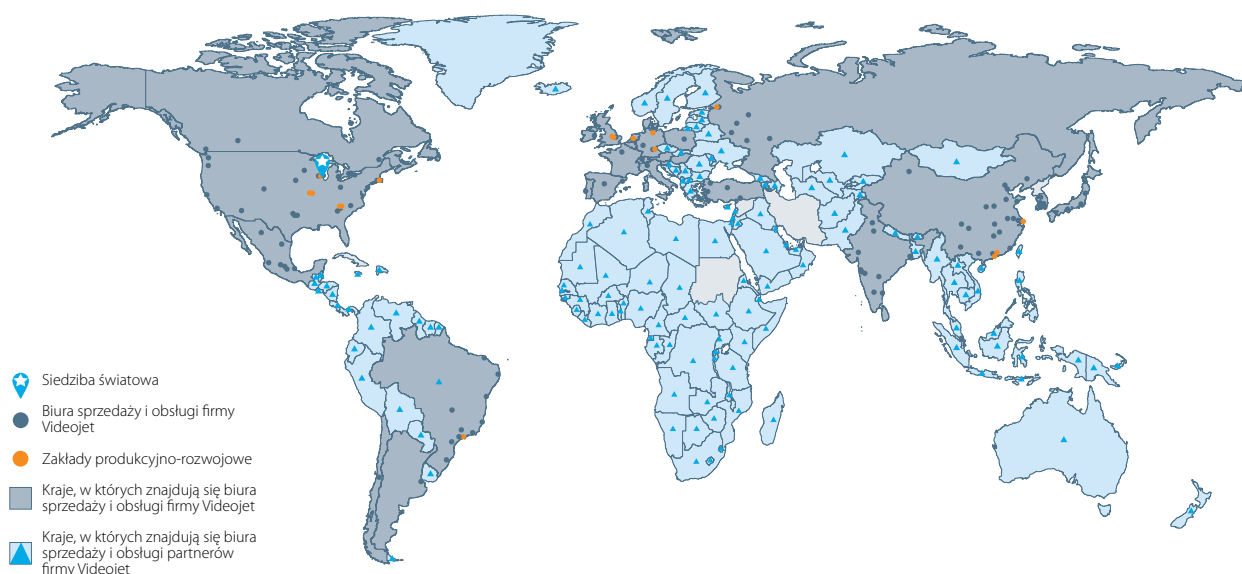 Siedziba światowa
Biura sprzedaży i obsługi firmy
Videojet
Zakłady produkcyjno-rozwojowe
Kraje, w których znajdują się biura
sprzedaży i obsługi firmy Videojet
Kraje, w których znajdują się biura
sprzedaży i obsługi partnerów
firmy Videojet